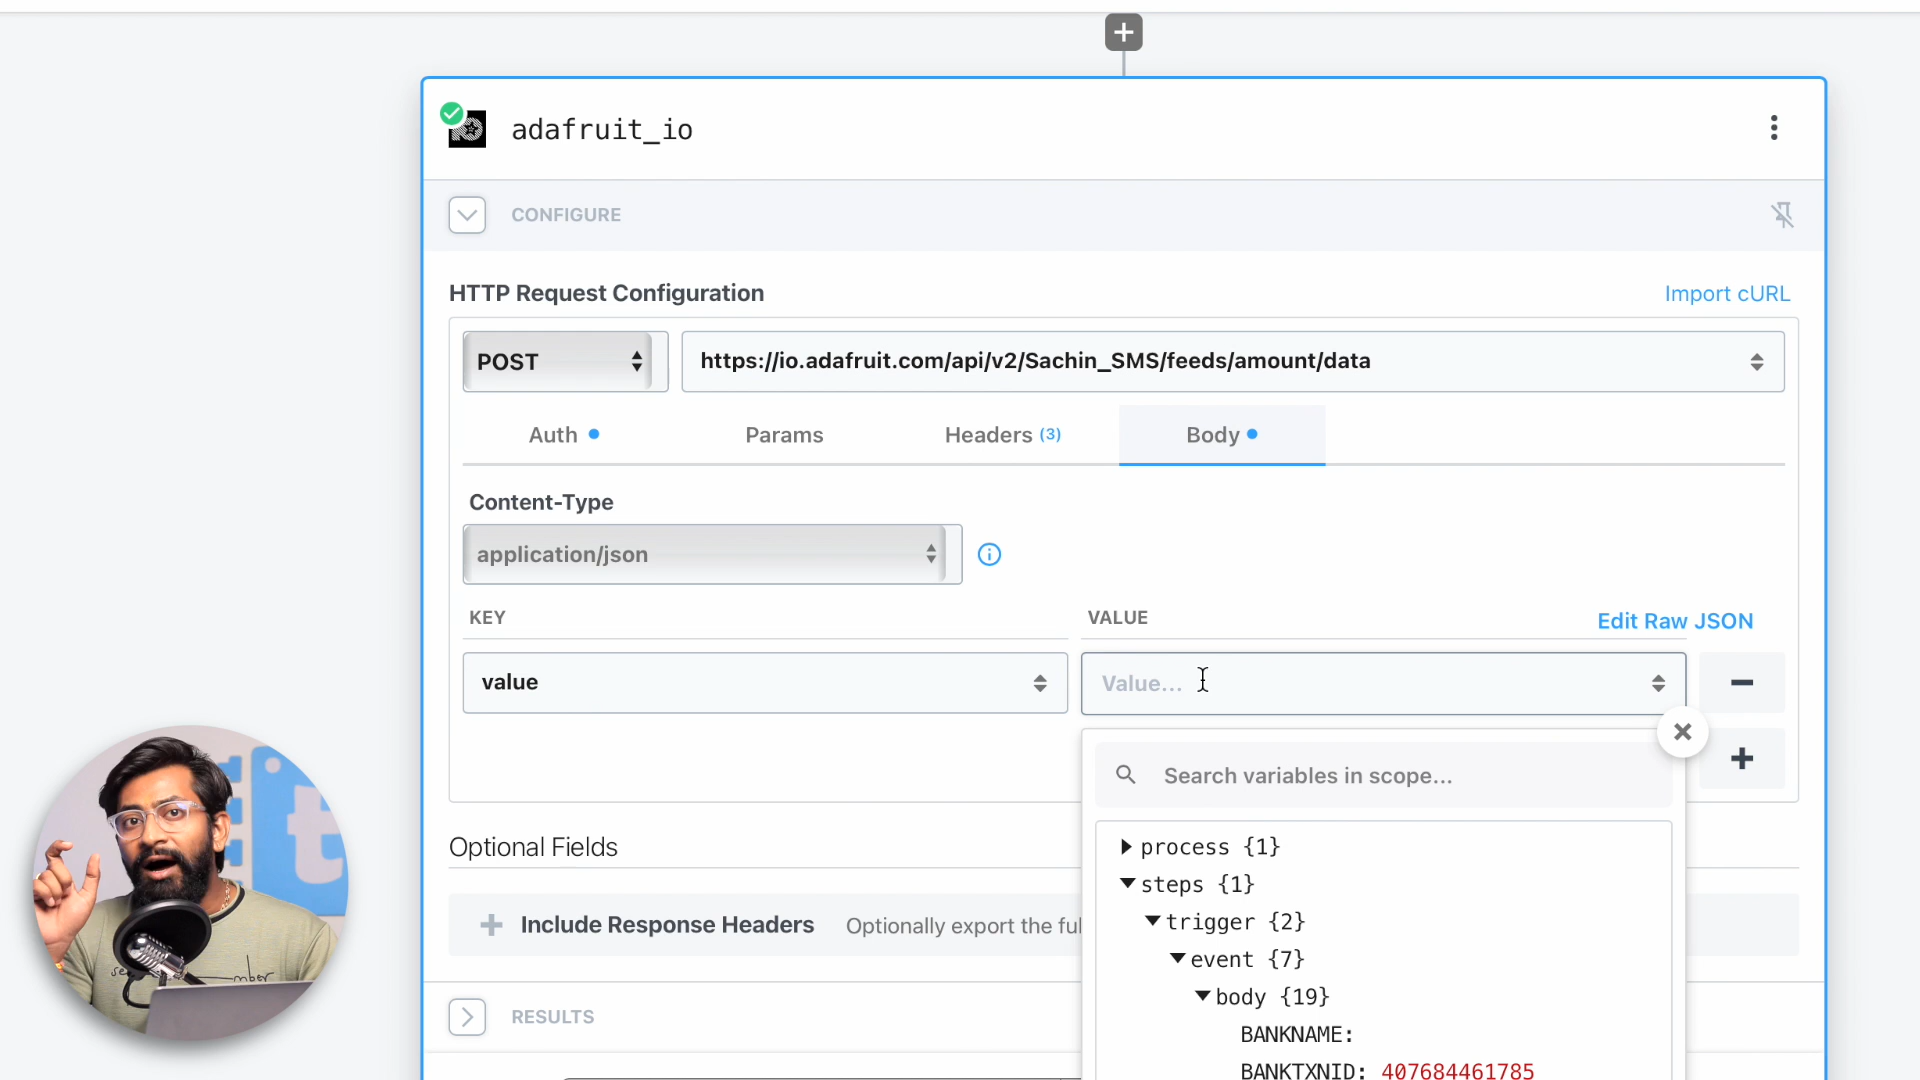 adafruit_io
CONFIGURE
HTTP Request Configuration
Import cURL
POST
https://io.adafruit.com/api/v2/Sachin_SMS/feeds/amount/data
Auth
Params
Headers (3)
Body
Content-Type
application/json
KEY
VALUE
Edit Raw JSON
value
Value...
Search variables in scope...
process {1}
steps {1}
trigger {2}
event {7}
body {19}
BANKNAME:
BANKTXNID: 407684461785
Optional Fields
Include Response Headers
Optionally export the ful
RESULTS